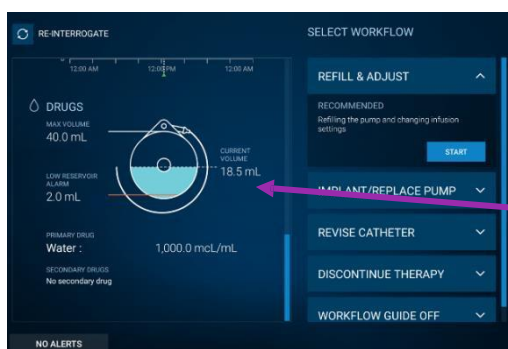 RE-INTERROGATE
12:00 AM 12:00 PM 12:00 AM
DRUGS
MAX VOLUME
40.0 mL
CURRENT
VOLUME
18.5 mL
LOW RESERVOIR
ALARM
2.0 mL
PRIMARY DRUG
Water : 1,000.0 mcL/mL
SECONDARY DRUGS
No secondary drug
NO ALERTS
SELECT WORKFLOW
REFILL & ADJUST
RECOMMENDED
Refilling the pump and changing infusion
settings
START
IMPLANT/REPLACE PUMP
REVISE CATHETER
DISCONTINUE THERAPY
WORKFLOW GUIDE OFF